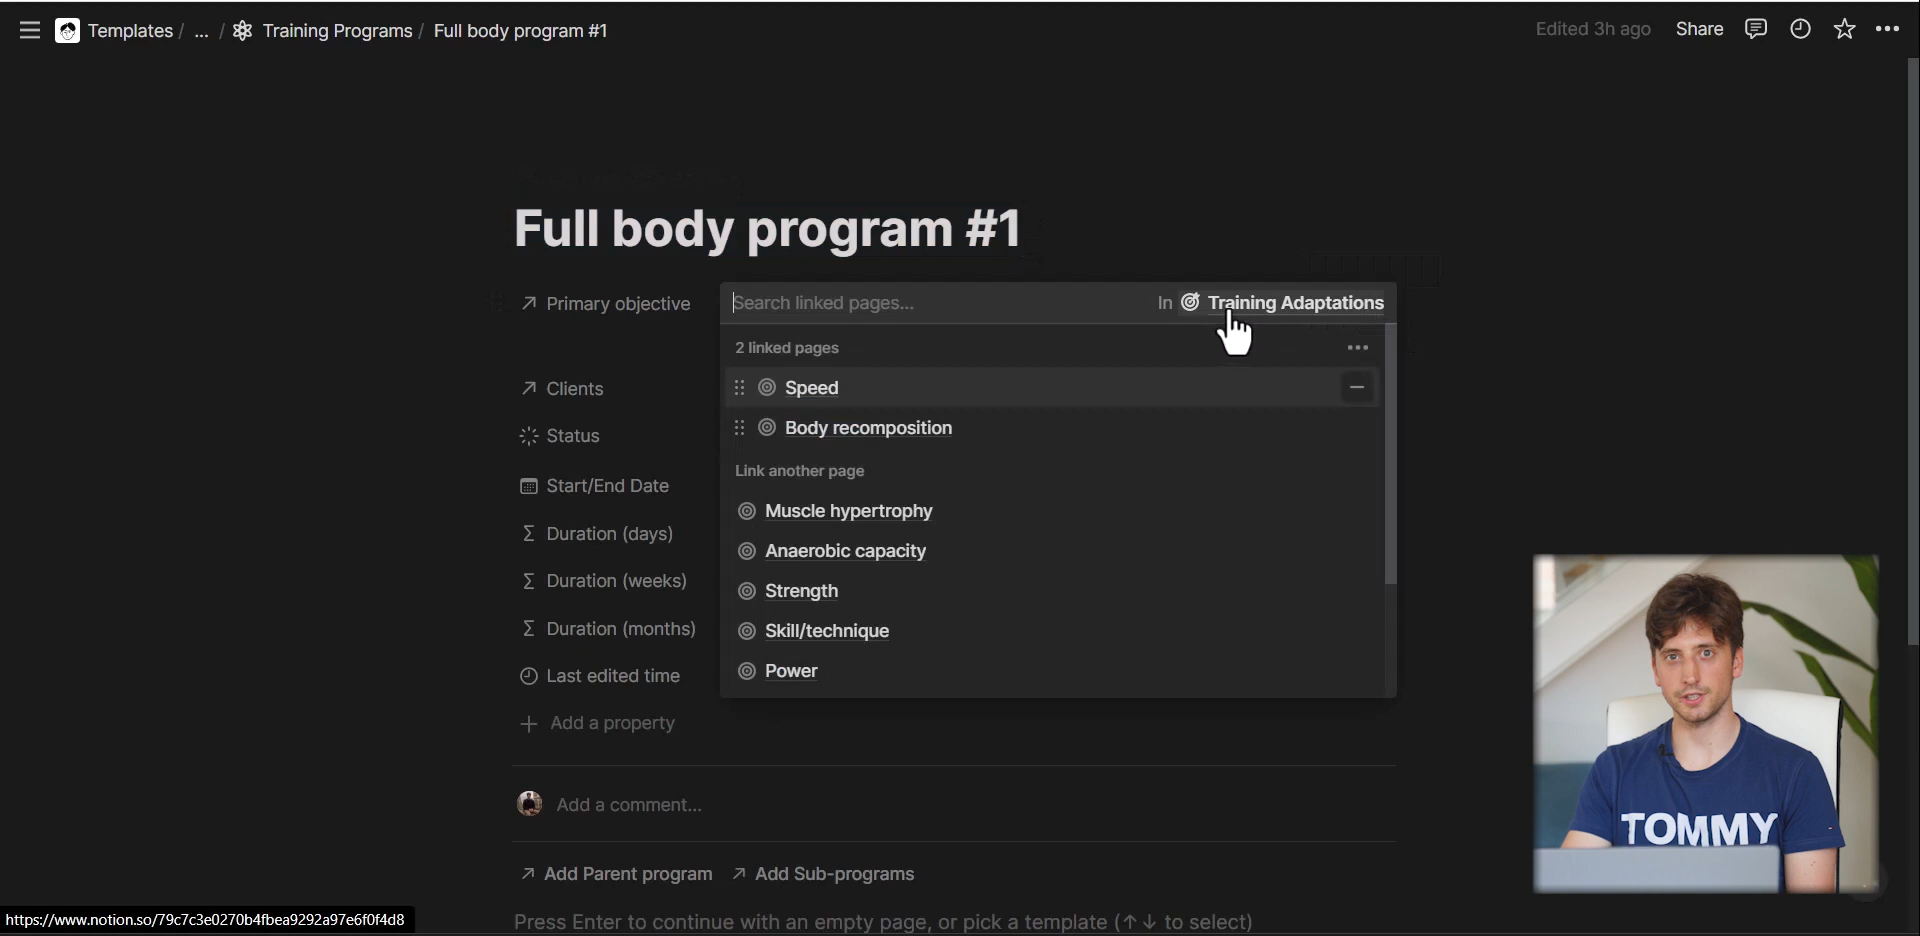 Templates / ... / Training Programs / Full body program #1
Edited 3h ago Share
Full body program #1
Primary objective
Search linked pages... In Training Adaptations
2 linked pages
Speed
Body recomposition
Link another page
Muscle hypertrophy
Anaerobic capacity
Strength
Skill/technique
Power
Clients
Status
Start/End Date
Duration (days)
Duration (weeks)
Duration (months)
Last edited time
Add a property
Add a comment...
Add Parent program Add Sub-programs
Press Enter to continue with an empty page, or pick a template (↑↓ to select)
https://www.notion.so/79c7c3e0270b4fbea9292a97e6f0f4d8
TOMMY